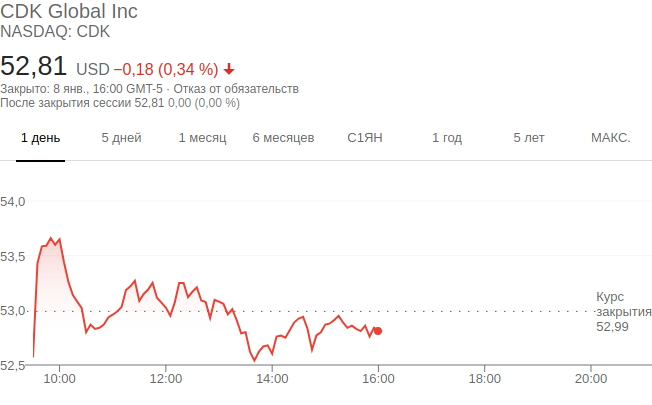 CDK Global Inc
NASDAQ: CDK
52,81 USD −0,18 (0,34 %)
Закрыто: 8 янв., 16:00 GMT-5 · Отказ от обязательств
После закрытия сессии 52,81 0,00 (0,00 %)
1 день 5 дней 1 месяц 6 месяцев С1ЯН 1 год 5 лет МАКС.
54,0
53,5
53,0
52,5
Курс
закрытия
52,99
10:00 12:00 14:00 16:00 18:00 20:00